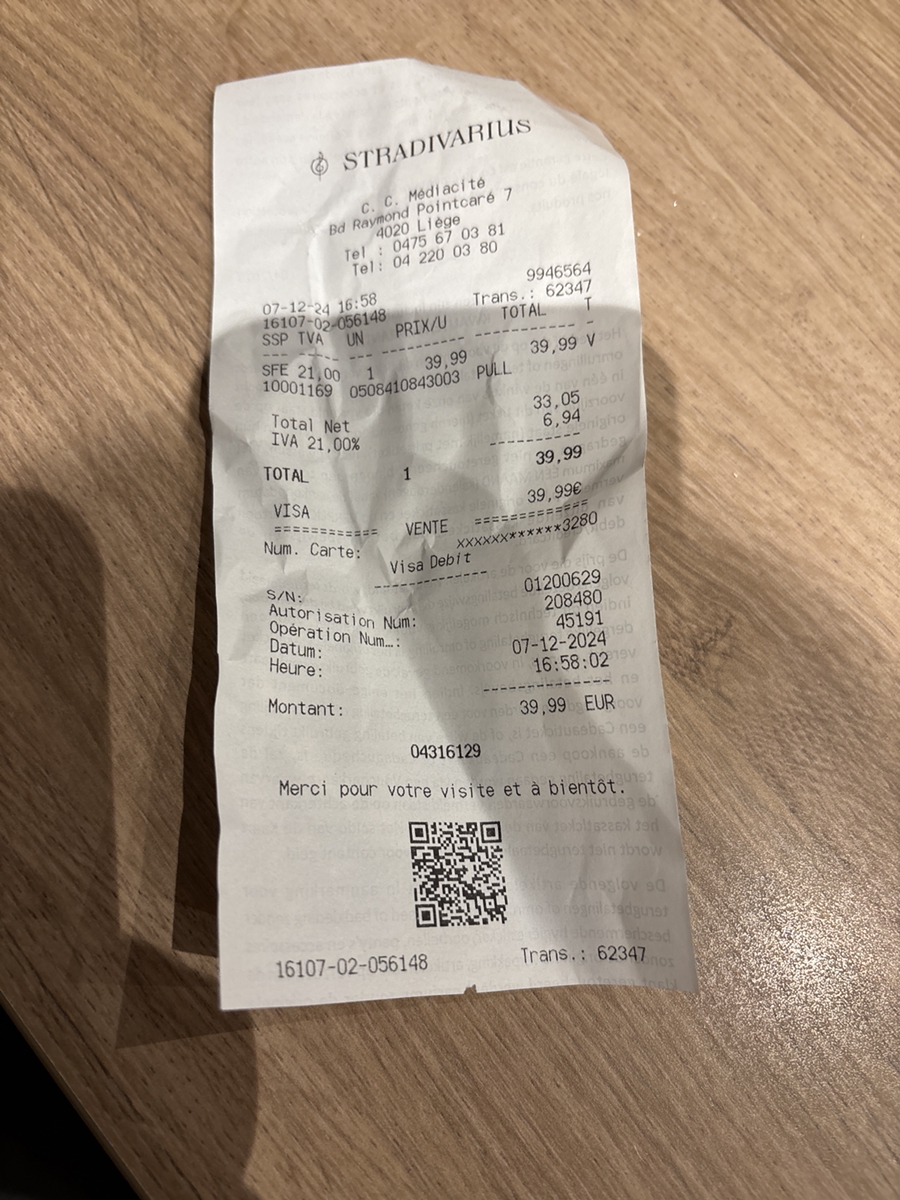 STRADIVARIUS
C. C. Médiacité
Bd Raymond Pointcaré 7
4020 Liège
Tel : 0475 67 03 81
Tel: 04 220 03 80
9946564
07-12-24 16:58 Trans.: 62347
16107-02-056148
SSP TVA UN PRIX/U TOTAL T
--- --- --- --------- ----------- -
SFE 21,00 1 39,99 39,99 V
10001169 0508410843003 PULL
Total Net 33,05
IVA 21,00% 6,94
----------
TOTAL 1 39,99
VISA 39,99€
============ VENTE ============
Num. Carte: xxxxxx******3280
Visa Debit
-------------
S/N: 01200629
Autorisation Num: 208480
Opération Num…: 45191
Datum: 07-12-2024
Heure: 16:58:02
--------------
Montant: 39,99 EUR
04316129
Merci pour votre visite et à bientôt.
16107-02-056148 Trans.: 62347